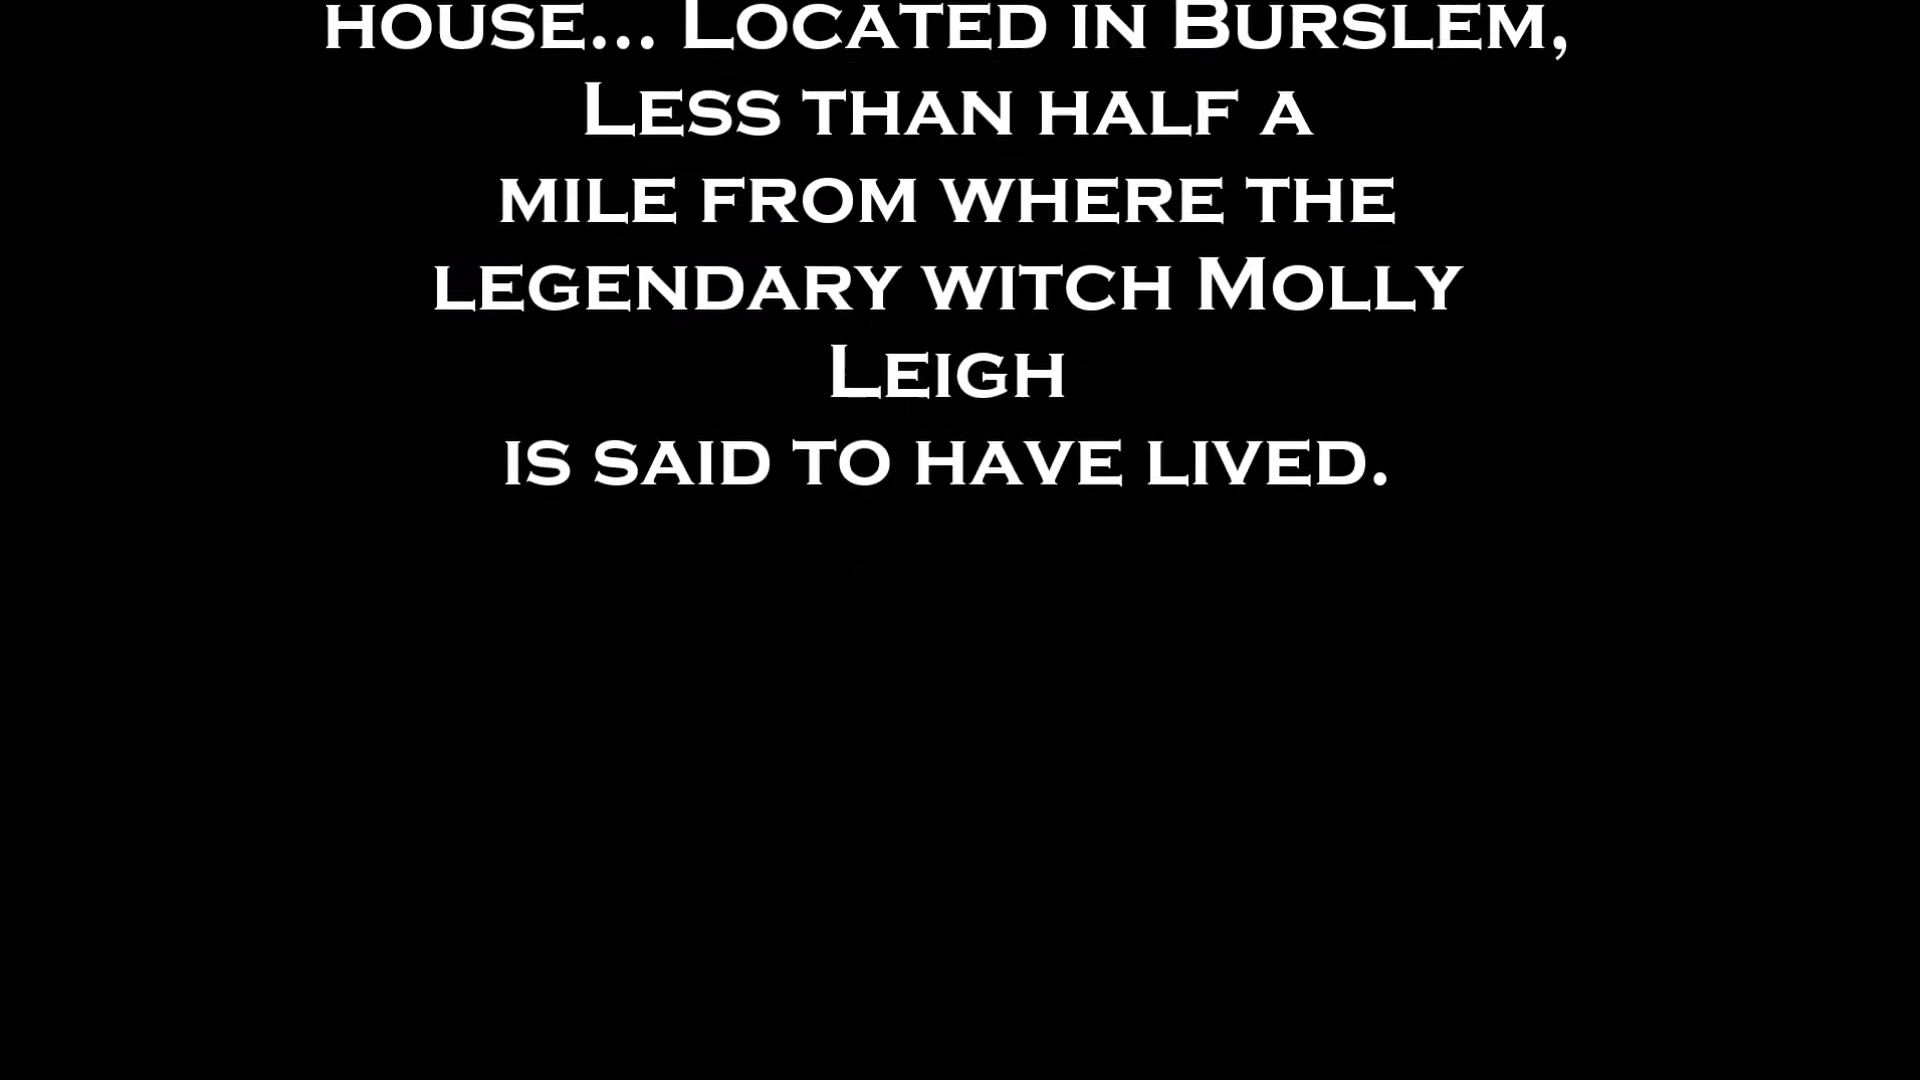 house... Located in Burslem,
Less than half a
mile from where the
legendary witch Molly
Leigh
is said to have lived.